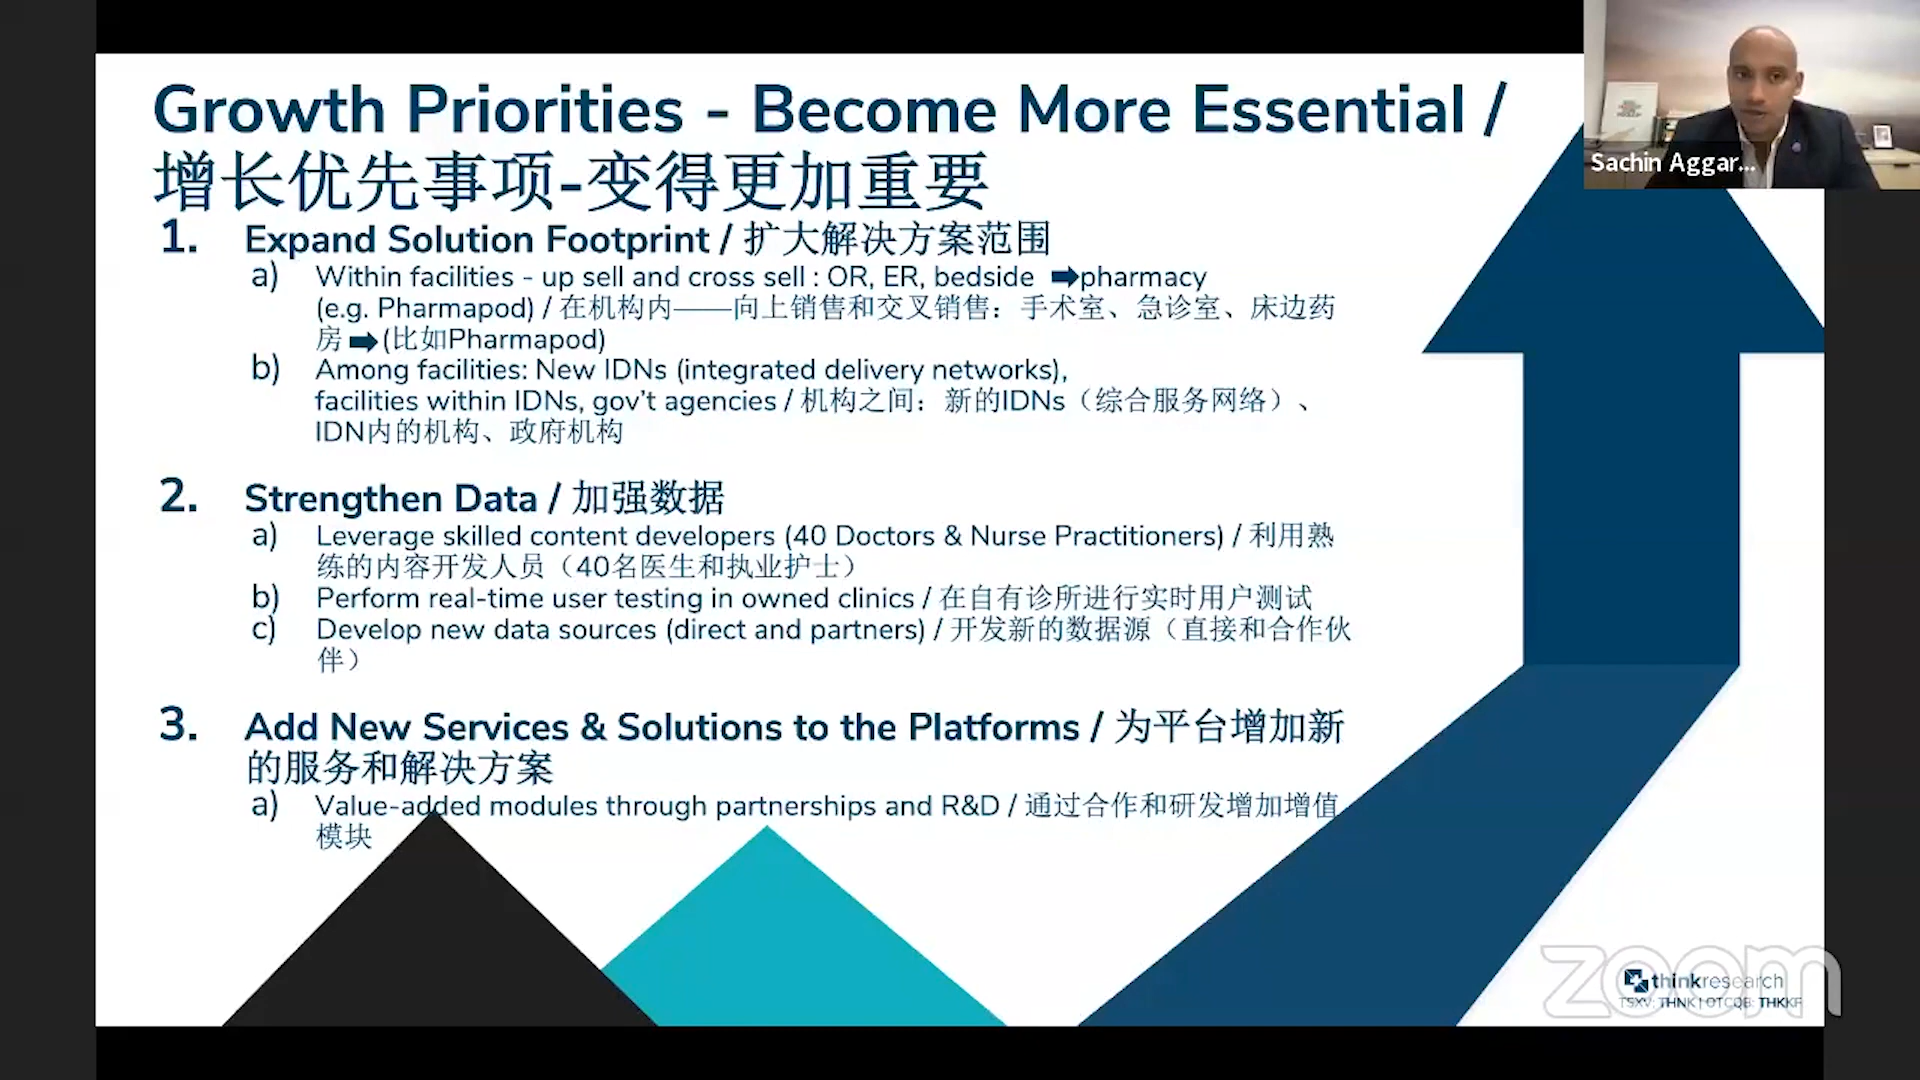 Growth Priorities - Become More Essential /
增长优先事项-变得更加重要
1. Expand Solution Footprint / 扩大解决方案范围
a) Within facilities - up sell and cross sell : OR, ER, bedside ➡pharmacy
(e.g. Pharmapod) / 在机构内——向上销售和交叉销售：手术室、急诊室、床边药
房➡(比如Pharmapod)
b) Among facilities: New IDNs (integrated delivery networks),
facilities within IDNs, gov’t agencies / 机构之间：新的IDNs（综合服务网络）、
IDN内的机构、政府机构
2. Strengthen Data / 加强数据
a) Leverage skilled content developers (40 Doctors & Nurse Practitioners) / 利用熟
练的内容开发人员（40名医生和执业护士）
b) Perform real-time user testing in owned clinics / 在自有诊所进行实时用户测试
c) Develop new data sources (direct and partners) / 开发新的数据源（直接和合作伙
伴）
3. Add New Services & Solutions to the Platforms / 为平台增加新
的服务和解决方案
a) Value-added modules through partnerships and R&D / 通过合作和研发增加增值
模块
Sachin Aggar...
thinkresearch
TSXV: THNK | OTCQB: THKKF
zoom